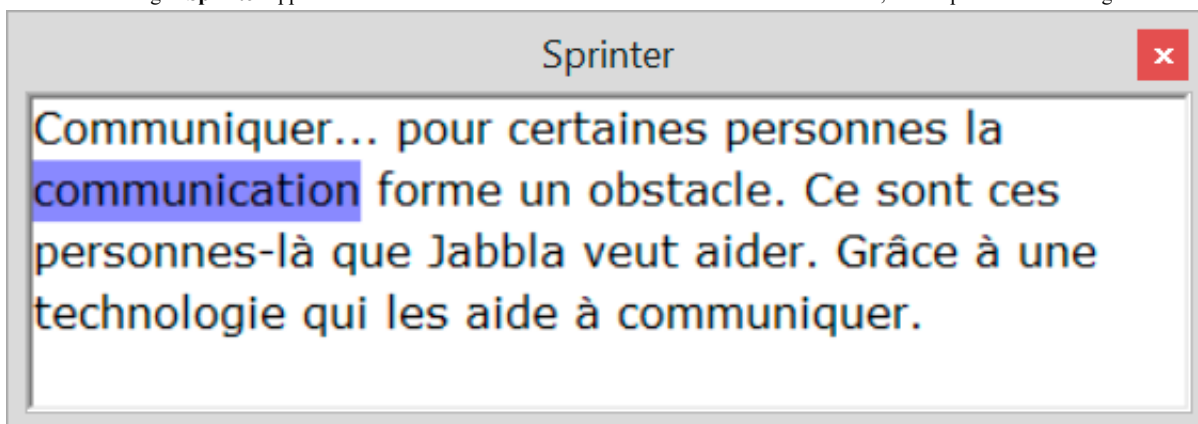 Sprinter
Communiquer... pour certaines personnes la
communication forme un obstacle. Ce sont ces
personnes-là que Jabbla veut aider. Grâce à une
technologie qui les aide à communiquer.